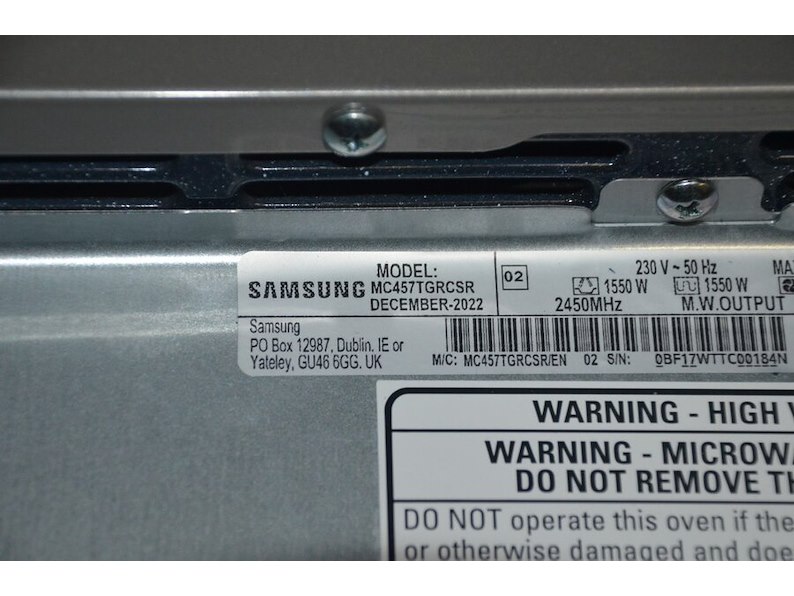 SAMSUNG
MODEL:
MC457TGRCSR
DECEMBER-2022
02
230 V ~ 50 Hz
1550 W
1550 W
2450MHz
M.W.OUTPUT
Samsung
PO Box 12987, Dublin. IE or
Yateley, GU46 6GG. UK
M/C: MC457TGRCSR/EN 02 S/N: 0BF17WTTC00184N
WARNING - HIGH
WARNING - MICROWA
DO NOT REMOVE TH
DO NOT operate this oven if the
or otherwise damaged and doe